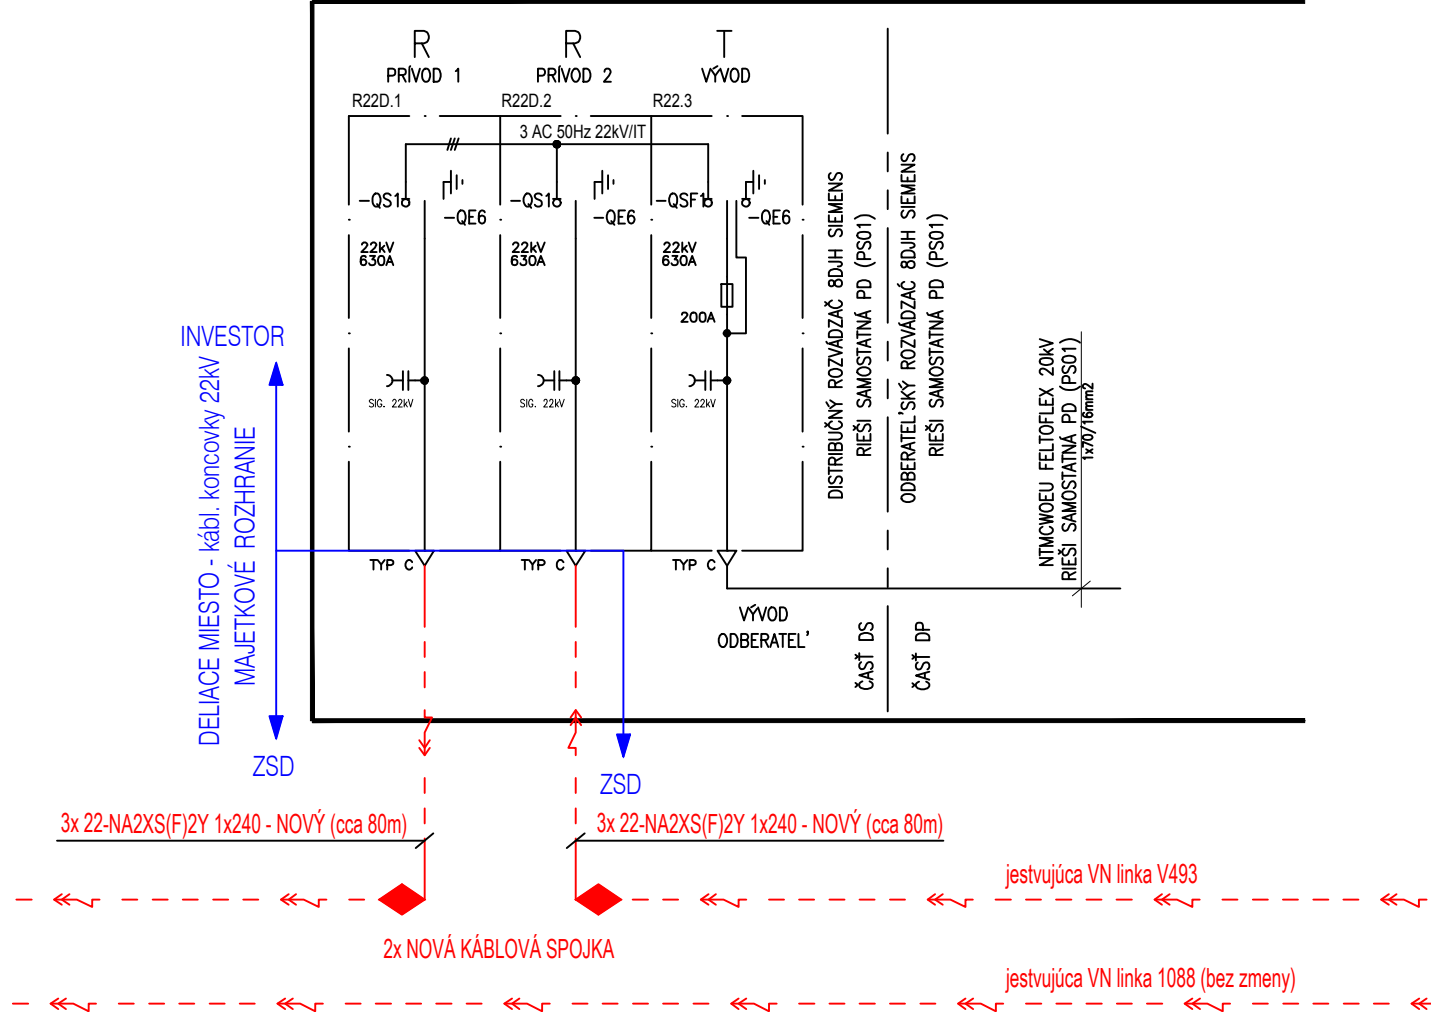 R
R
T
PRÍVOD 1
PRÍVOD 2
VÝVOD
R22D.1
R22D.2
R22.3
3 AC 50Hz 22kV/IT
-QS1
-QE6
-QS1
-QE6
-QSF1
-QE6
22kV
630A
22kV
630A
22kV
630A
200A
SIG. 22kV
SIG. 22kV
SIG. 22kV
TYP C
TYP C
TYP C
VÝVOD
ODBERATEĽ
DISTRIBUČNÝ ROZVÁDZAČ 8DJH SIEMENS
RIEŠI SAMOSTATNÁ PD (PS01)
ODBERATEĽSKÝ ROZVÁDZAČ 8DJH SIEMENS
RIEŠI SAMOSTATNÁ PD (PS01)
ČASŤ DS
ČASŤ DP
NTMCWOEU FELTOFLEX 20kV
RIEŠI SAMOSTATNÁ PD (PS01)
1x70/16mm2
INVESTOR
DELIACE MIESTO - kábl. koncovky 22kV
MAJETKOVÉ ROZHRANIE
ZSD
ZSD
3x 22-NA2XS(F)2Y 1x240 - NOVÝ (cca 80m)
3x 22-NA2XS(F)2Y 1x240 - NOVÝ (cca 80m)
jestvujúca VN linka V493
2x NOVÁ KÁBLOVÁ SPOJKA
jestvujúca VN linka 1088 (bez zmeny)